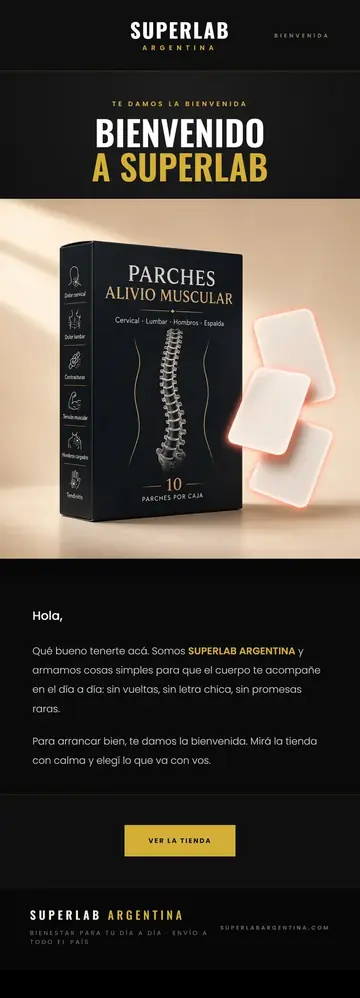 SUPERLAB
ARGENTINA
BIENVENIDA
TE DAMOS LA BIENVENIDA
BIENVENIDO
A SUPERLAB
PARCHES
ALIVIO MUSCULAR
Cervical · Lumbar · Hombros · Espalda
Dolor cervical
Dolor lumbar
Contracturas
Tensión muscular
Hombros cargados
Tendinitis
10
PARCHES POR CAJA
Hola,
Qué bueno tenerte acá. Somos SUPERLAB ARGENTINA y
armamos cosas simples para que el cuerpo te acompañe
en el día a día: sin vueltas, sin letra chica, sin promesas
raras.
Para arrancar bien, te damos la bienvenida. Mirá la tienda
con calma y elegí lo que va con vos.
VER LA TIENDA
SUPERLAB ARGENTINA
BIENESTAR PARA TU DÍA A DÍA · ENVÍO A
TODO EL PAÍS
SUPERLABARGENTINA.COM